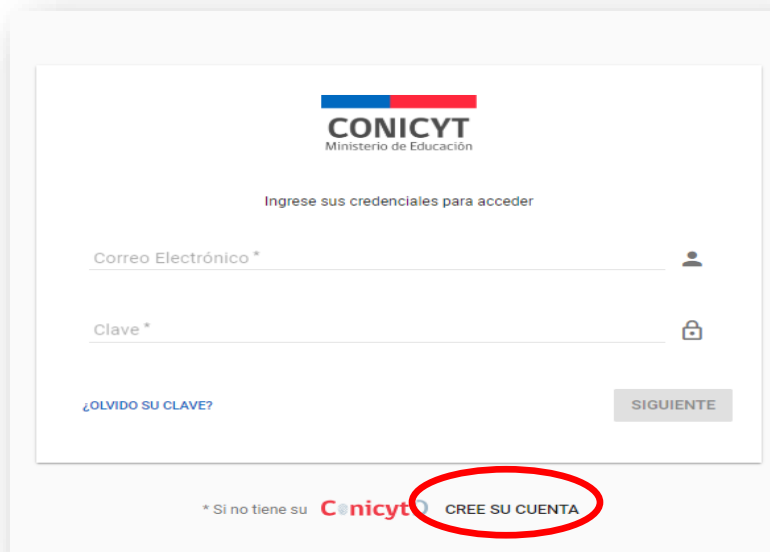 CONICYT
Ministerio de Educación
Ingrese sus credenciales para acceder
Correo Electrónico *
Clave *
¿OLVIDO SU CLAVE?
SIGUIENTE
* Si no tiene su Conicyt CREE SU CUENTA